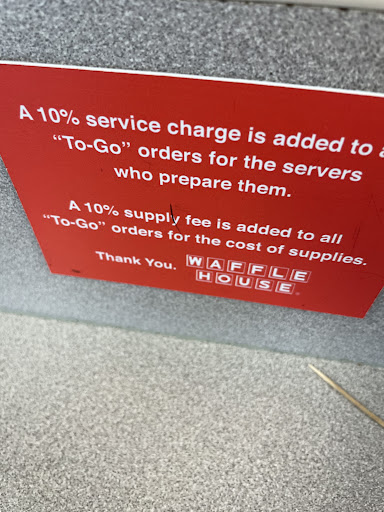 A 10% service charge is added to
"To-Go" orders for the servers
who prepare them.
A 10% supply fee is added to all
"To-Go" orders for the cost of supplies.
Thank You. WAFFLE
HOUSE